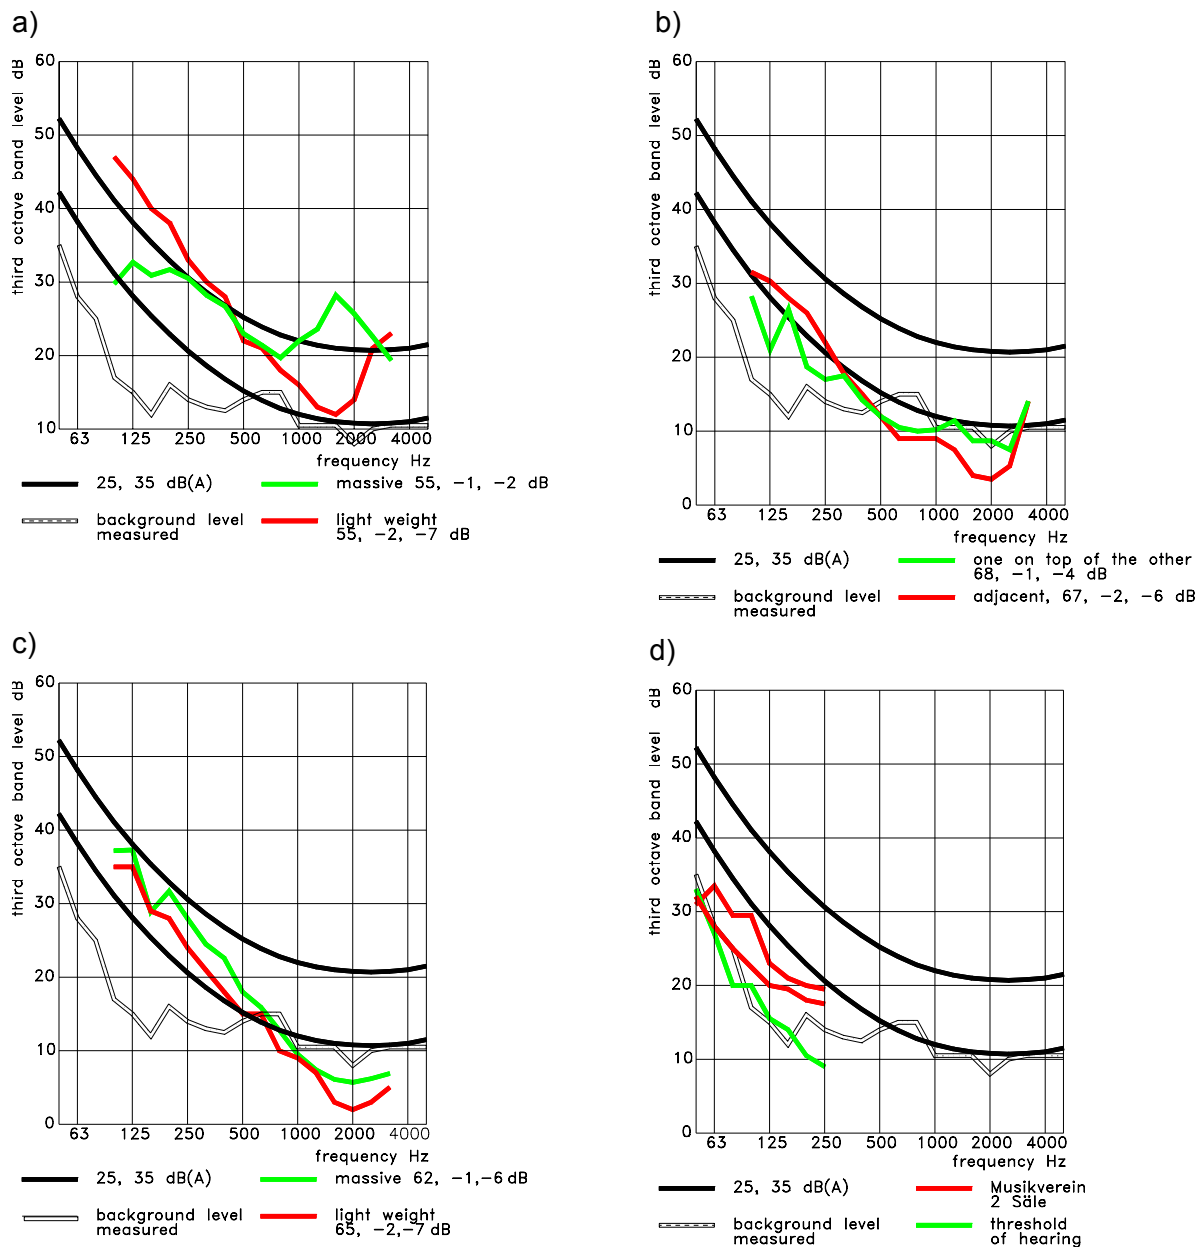 a)
third octave band level dB
60
50
40
30
20
10
63 125 250 500 1000 2000 4000
frequency Hz
25, 35 dB(A)
massive 55, -1, -2 dB
background level
measured
light weight
55, -2, -7 dB
b)
third octave band level dB
60
50
40
30
20
10
0
63 125 250 500 1000 2000 4000
frequency Hz
25, 35 dB(A)
one on top of the other
68, -1, -4 dB
background level
measured
adjacent, 67, -2, -6 dB
c)
third octave band level dB
60
50
40
30
20
10
0
63 125 250 500 1000 2000 4000
frequency Hz
25, 35 dB(A)
massive 62, -1,-6 dB
background level
measured
light weight
65, -2,-7 dB
d)
third octave band level dB
60
50
40
30
20
10
0
63 125 250 500 1000 2000 4000
frequency Hz
25, 35 dB(A)
Musikverein
2 Säle
background level
measured
threshold
of hearing